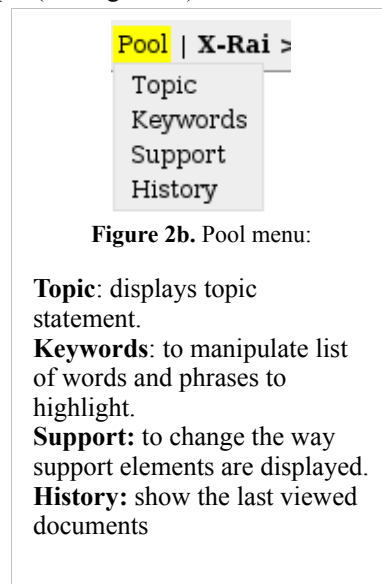 Pool | X-Rai >
Topic
Keywords
Support
History
Figure 2b. Pool menu:
Topic: displays topic
statement.
Keywords: to manipulate list
of words and phrases to
highlight.
Support: to change the way
support elements are displayed.
History: show the last viewed
documents